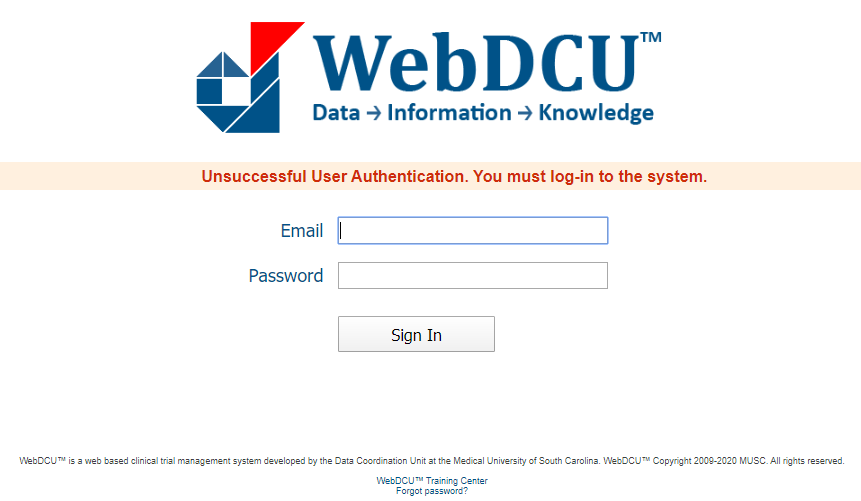 WebDCU™
Data → Information → Knowledge
Unsuccessful User Authentication. You must log-in to the system.
Email
Password
Sign In
WebDCU™ is a web based clinical trial management system developed by the Data Coordination Unit at the Medical University of South Carolina. WebDCU™ Copyright 2009-2020 MUSC. All rights reserved.
WebDCU™ Training Center
Forgot password?